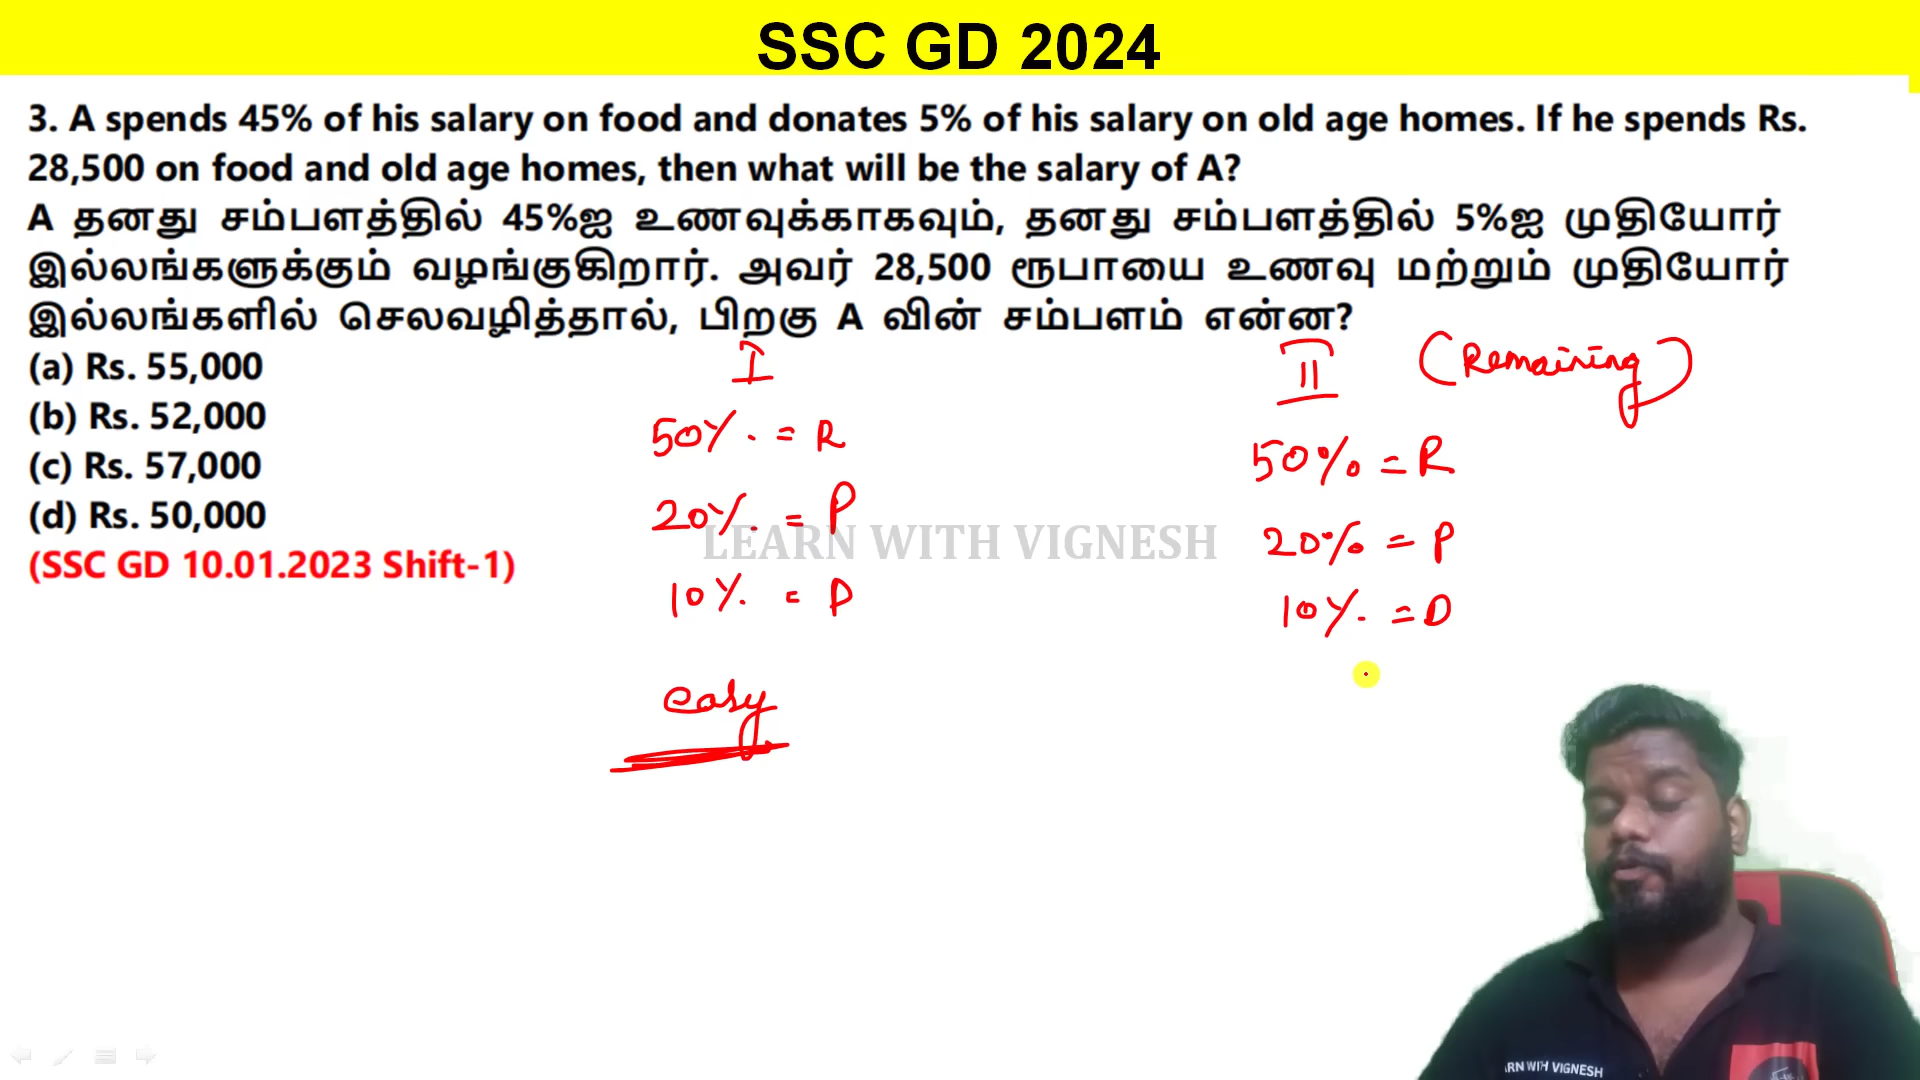 SSC GD 2024
3. A spends 45% of his salary on food and donates 5% of his salary on old age homes. If he spends Rs.
28,500 on food and old age homes, then what will be the salary of A?
A தனது சம்பளத்தில் 45%ஐ உணவுக்காகவும், தனது சம்பளத்தில் 5%ஐ முதியோர்
இல்லங்களுக்கும் வழங்குகிறார். அவர் 28,500 ரூபாயை உணவு மற்றும் முதியோர்
இல்லங்களில் செலவழித்தால், பிறகு A வின் சம்பளம் என்ன?
(a) Rs. 55,000
(b) Rs. 52,000
(c) Rs. 57,000
(d) Rs. 50,000
(SSC GD 10.01.2023 Shift-1)
I
50% = R
20% = P
10% = D
easy
II (Remaining)
50% = R
20% = P
10% = D
LEARN WITH VIGNESH
RN WITH VIGNESH